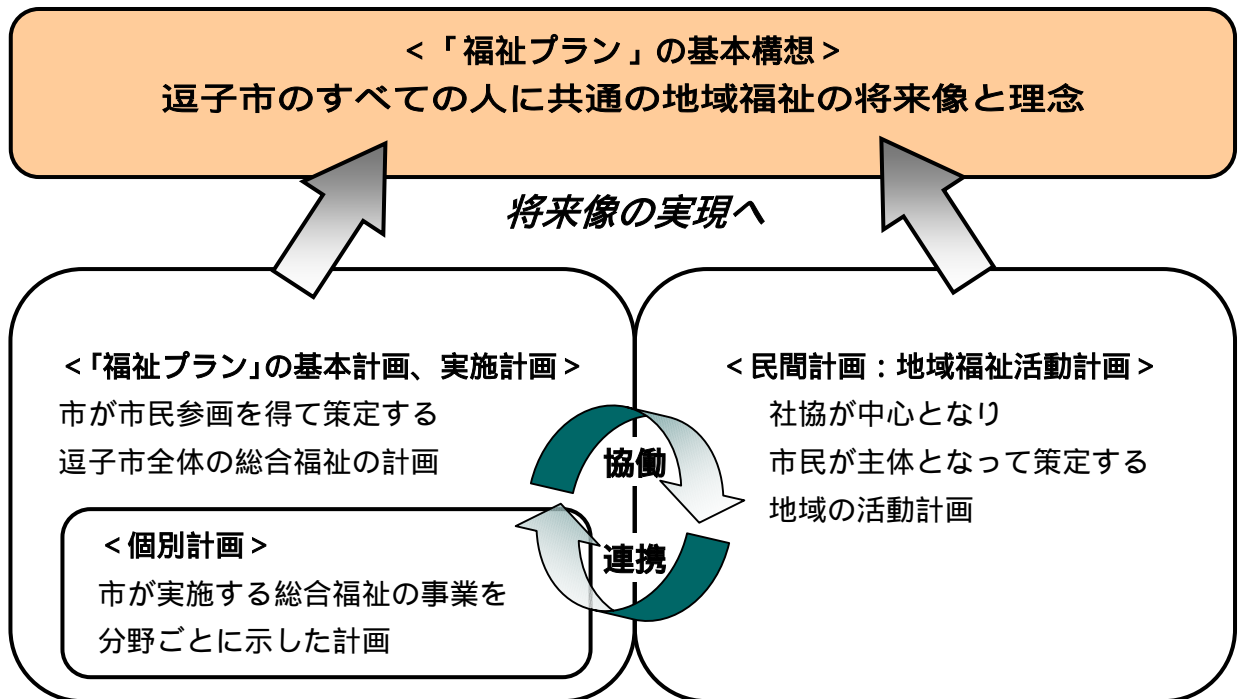 <「福祉プラン」の基本構想>
逗子市のすべての人に共通の地域福祉の将来像と理念
将来像の実現へ
<「福祉プラン」の基本計画、実施計画>
市が市民参画を得て策定する
逗子市全体の総合福祉の計画
<個別計画>
市が実施する総合福祉の事業を
分野ごとに示した計画
協働
連携
<民間計画：地域福祉活動計画>
社協が中心となり
市民が主体となって策定する
地域の活動計画